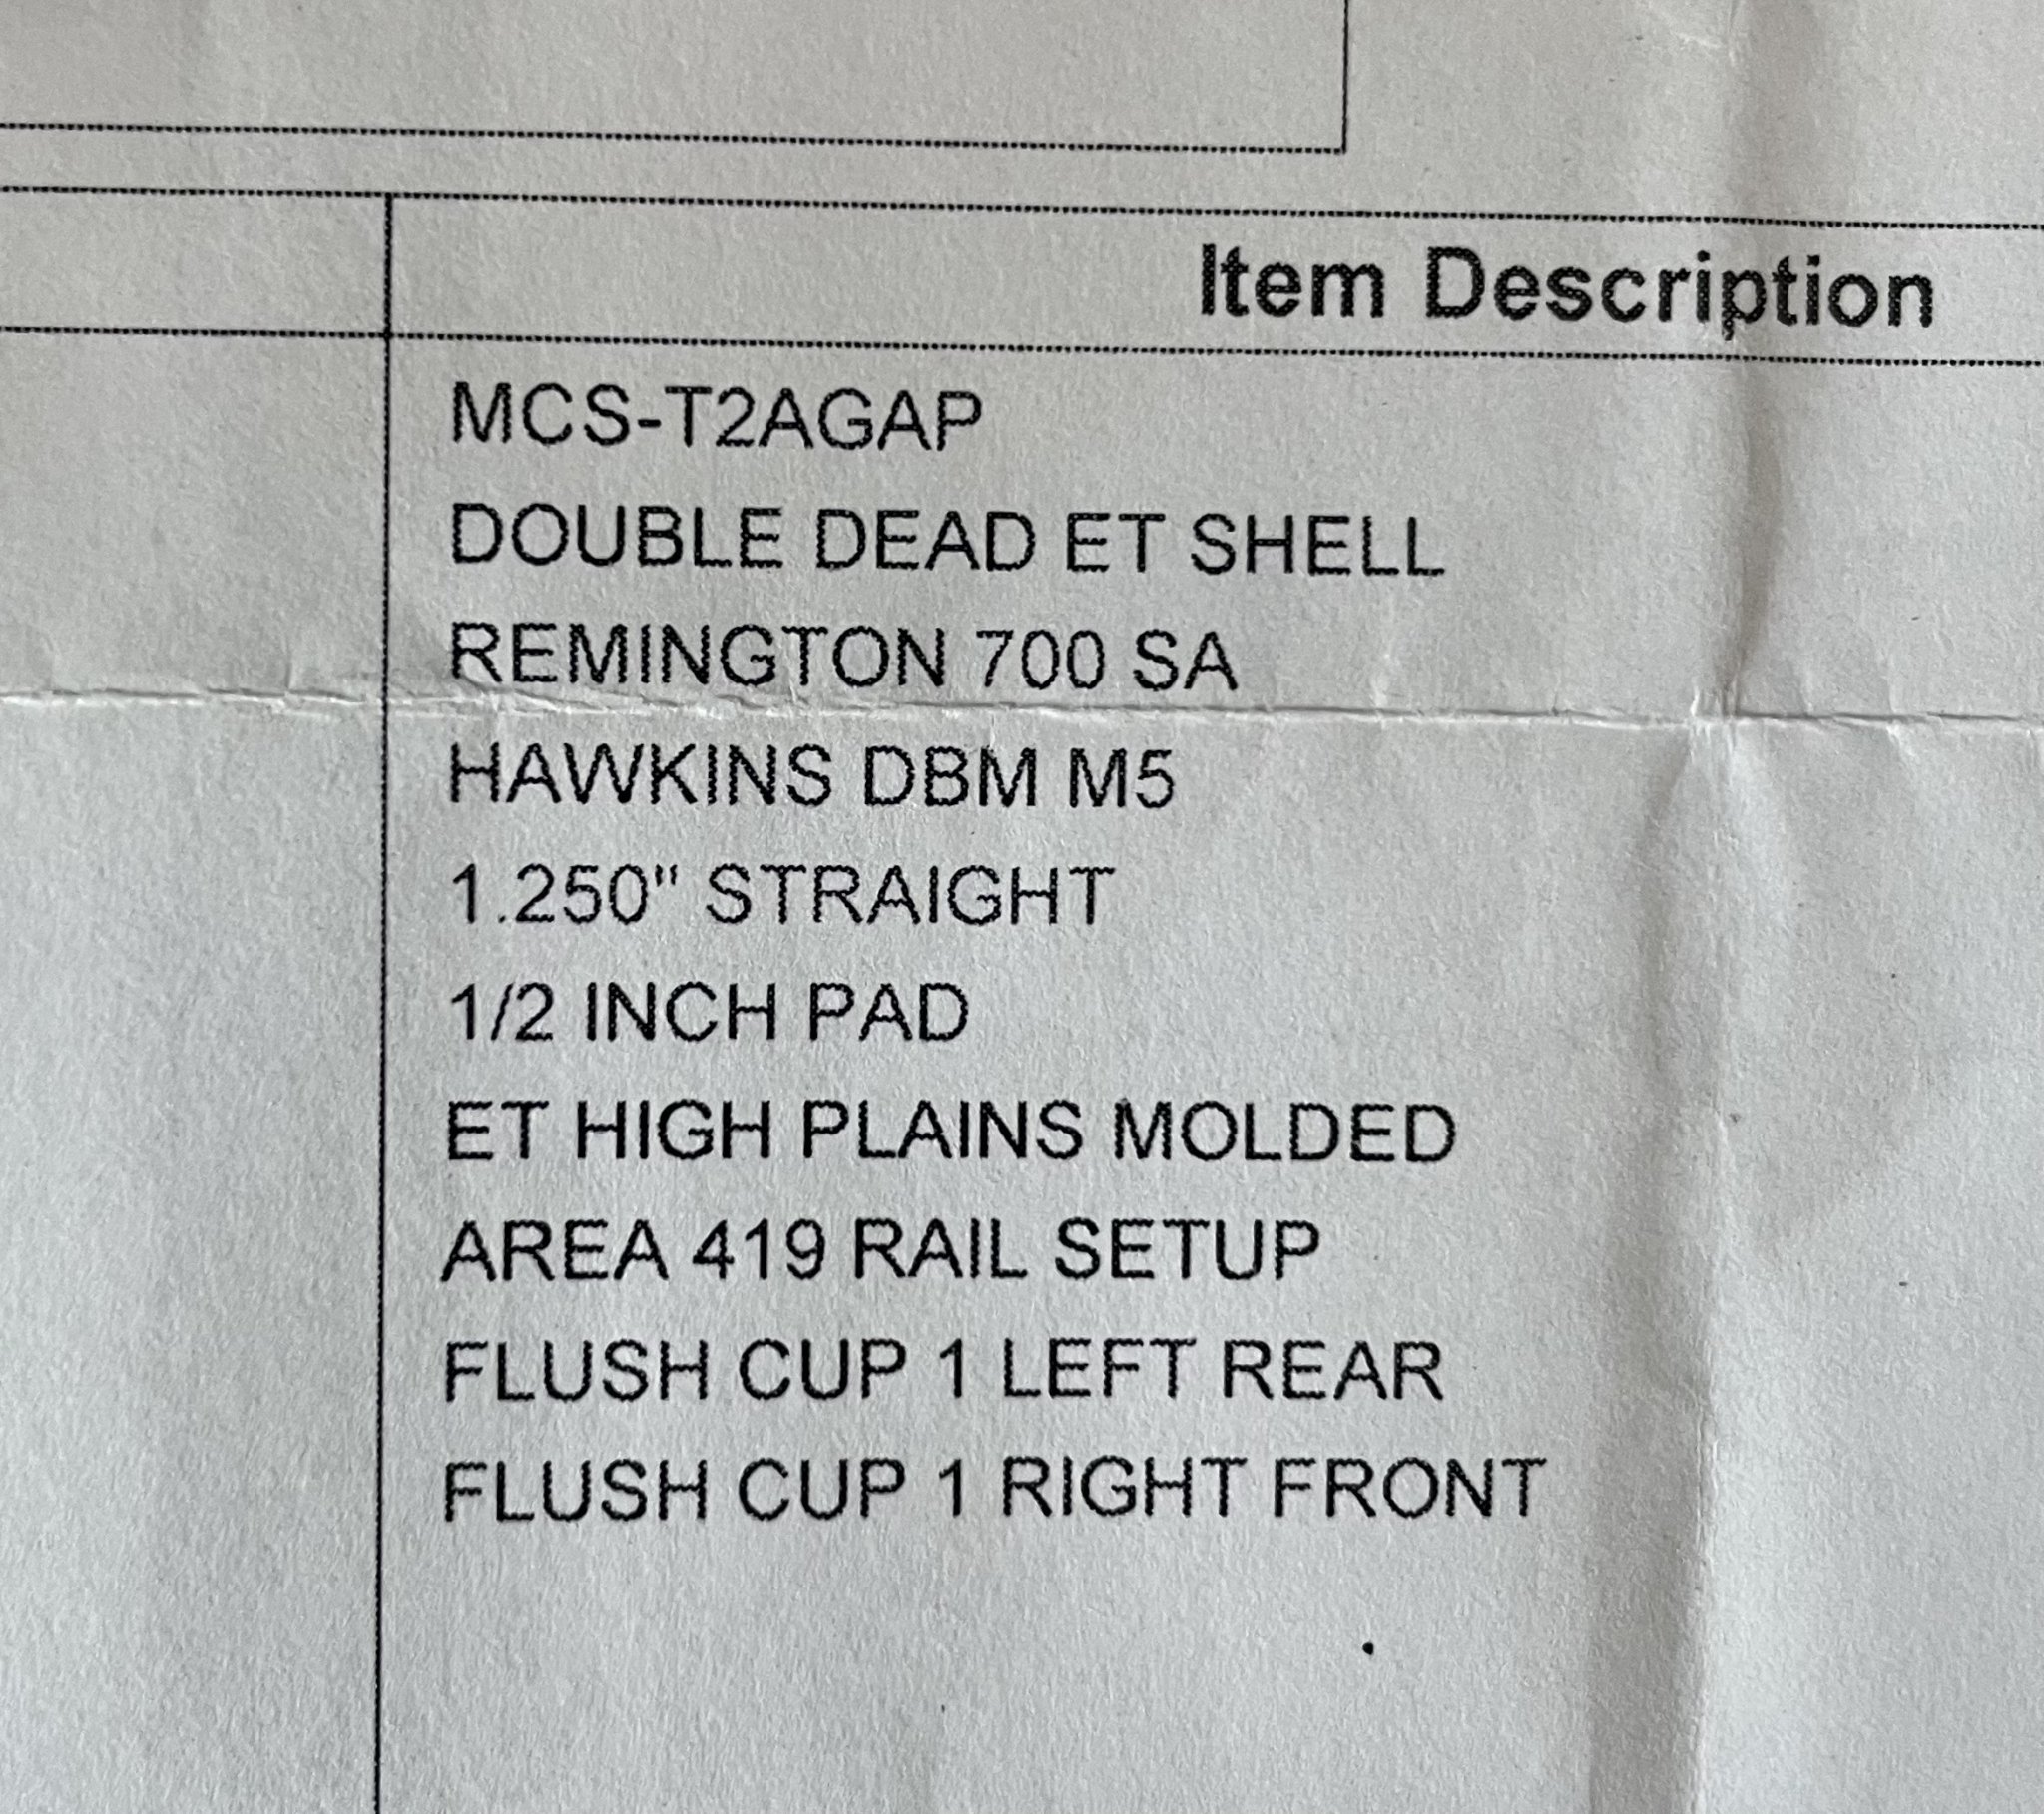 Item Description
MCS-T2AGAP
DOUBLE DEAD ET SHELL
REMINGTON 700 SA
HAWKINS DBM M5
1.250" STRAIGHT
1/2 INCH PAD
ET HIGH PLAINS MOLDED
AREA 419 RAIL SETUP
FLUSH CUP 1 LEFT REAR
FLUSH CUP 1 RIGHT FRONT